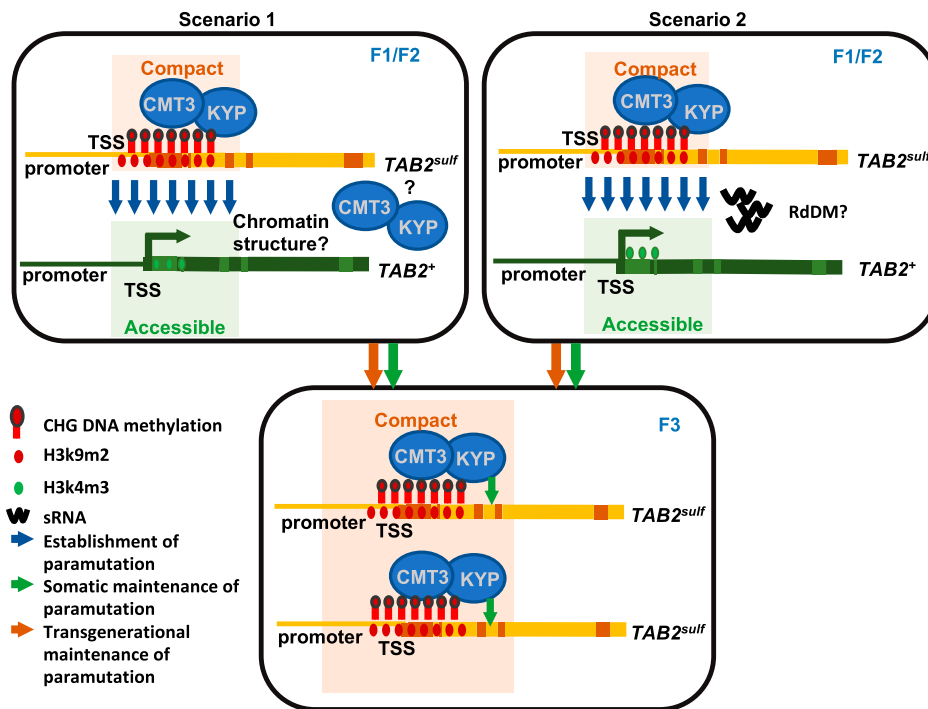 Scenario 1
F1/F2
Compact
CMT3
KYP
TSS
promoter
TAB2sulf
?
CMT3
KYP
Chromatin
structure?
promoter
TAB2+
TSS
Accessible
Scenario 2
F1/F2
Compact
CMT3
KYP
TSS
promoter
TAB2sulf
RdDM?
promoter
TAB2+
TSS
Accessible
CHG DNA methylation
H3k9m2
H3k4m3
sRNA
Establishment of
paramutation
Somatic maintenance of
paramutation
Transgenerational
maintenance of
paramutation
F3
Compact
CMT3
KYP
promoter
TSS
TAB2sulf
CMT3
KYP
promoter
TSS
TAB2sulf